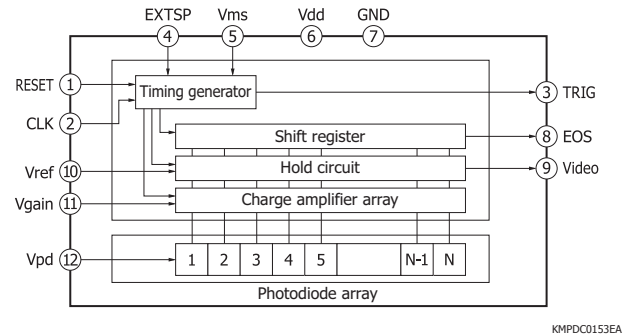 EXTSP Vms Vdd GND
4 5 6 7
RESET 1 Timing generator 3 TRIG
CLK 2
Shift register 8 EOS
Vref 10 Hold circuit 9 Video
Vgain 11 Charge amplifier array
Vpd 12 1 2 3 4 5 N-1 N
Photodiode array
KMPDC0153EA